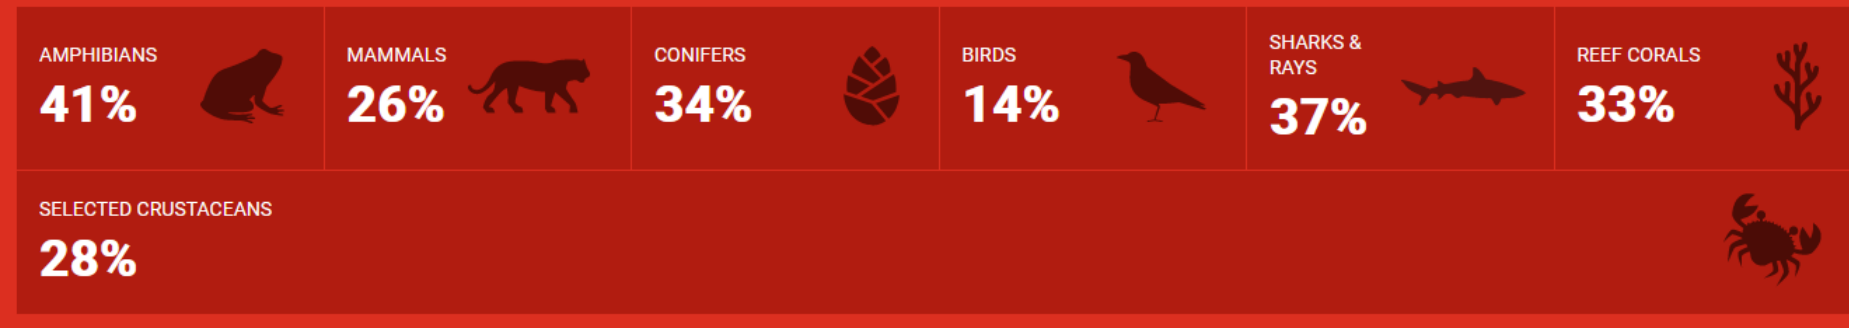 AMPHIBIANS
41%
MAMMALS
26%
CONIFERS
34%
BIRDS
14%
SHARKS &
RAYS
37%
REEF CORALS
33%
SELECTED CRUSTACEANS
28%